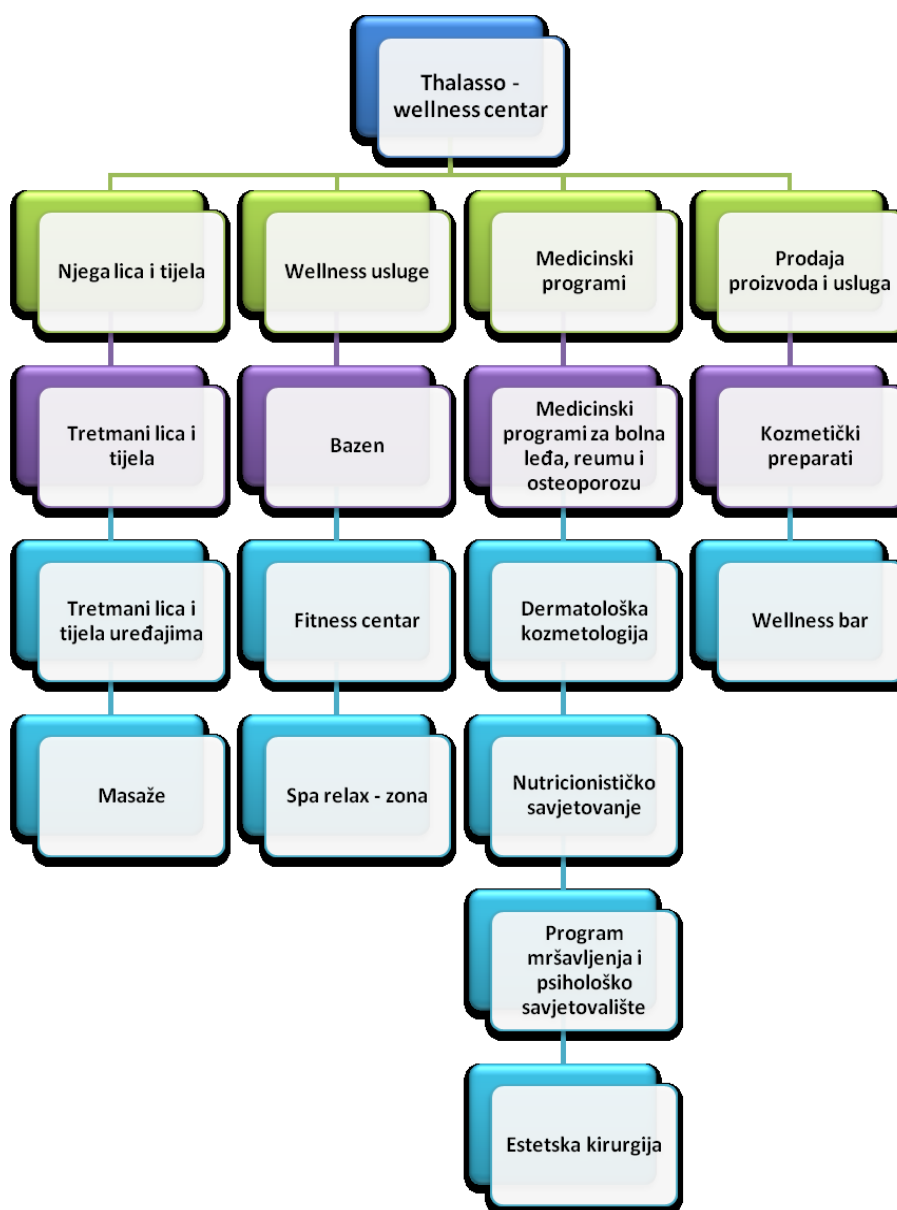 Thalasso -
wellness centar
Njega lica i tijela
Wellness usluge
Medicinski
programi
Prodaja
proizvoda i usluga
Tretmani lica i
tijela
Bazen
Medicinski
programi za bolna
leđa, reumu i
osteoporozu
Kozmetički
preparati
Tretmani lica i
tijela uređajima
Fitness centar
Dermatološka
kozmetologija
Wellness bar
Masaže
Spa relax - zona
Nutricionističko
savjetovanje
Program
mršavljenja i
psihološko
savjetovalište
Estetska kirurgija